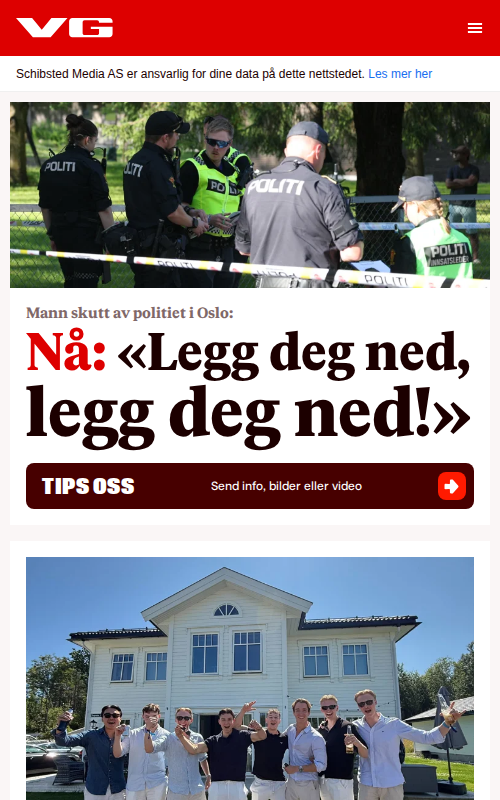 VG
Schibsted Media AS er ansvarlig for dine data på dette nettstedet. Les mer her
POLITI
POLITI
POLITI
POLITI
POLITI
INNSATSLEDER
POLITI
Mann skutt av politiet i Oslo:
Nå: «Legg deg ned,
legg deg ned!»
TIPS OSS
Send info, bilder eller video